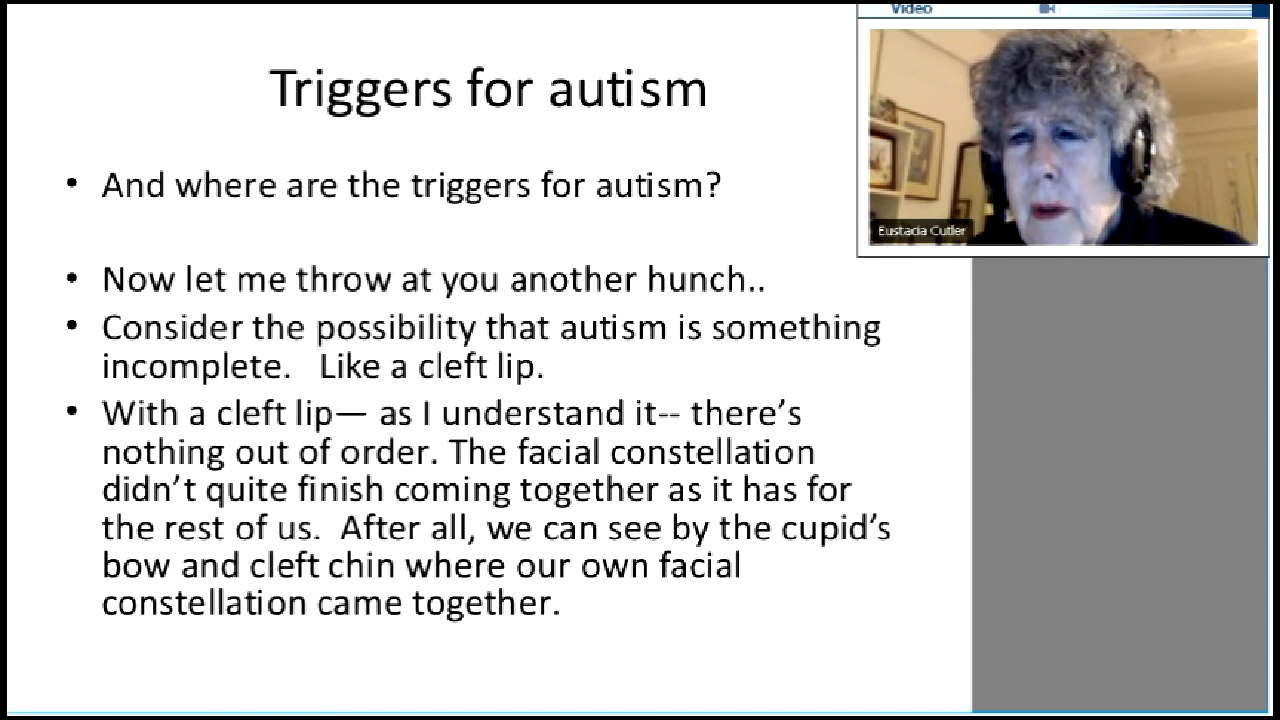 Video
Triggers for autism
• And where are the triggers for autism?
Eustacia Cutler
• Now let me throw at you another hunch..
• Consider the possibility that autism is something
incomplete.   Like a cleft lip.
• With a cleft lip— as I understand it-- there’s
nothing out of order. The facial constellation
didn’t quite finish coming together as it has for
the rest of us.  After all, we can see by the cupid’s
bow and cleft chin where our own facial
constellation came together.